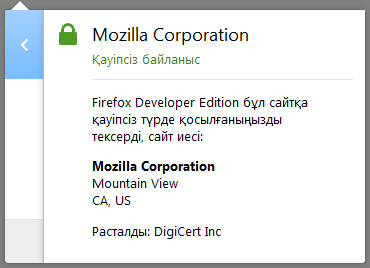 Mozilla Corporation
Қауіпсіз байланыс
Firefox Developer Edition бұл сайтқа
қауіпсіз түрде қосылғаныңызды
тексерді, сайт иесі:
Mozilla Corporation
Mountain View
CA, US
Расталды: DigiCert Inc